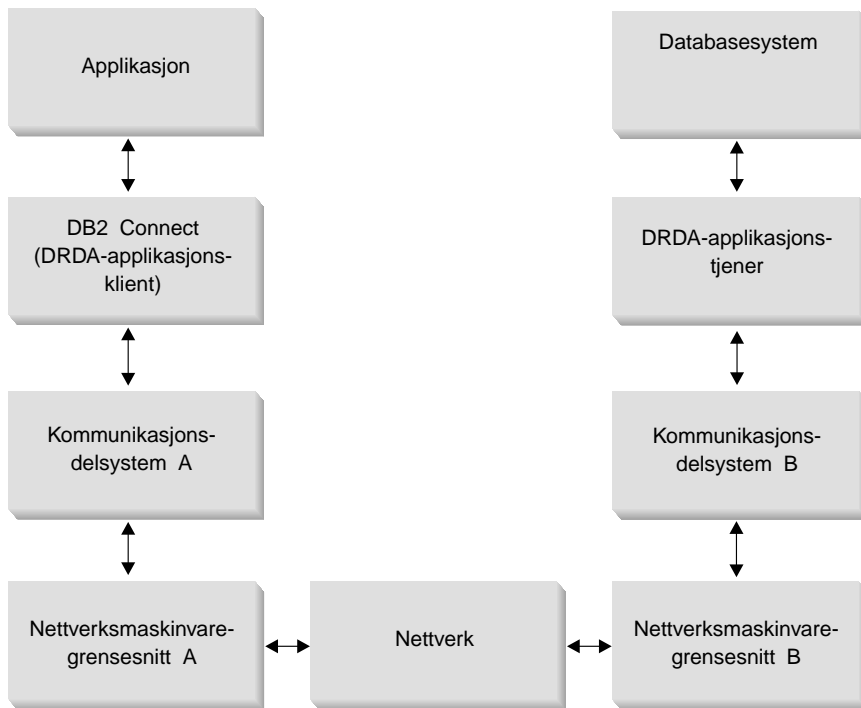 Applikasjon
Databasesystem
DB2 Connect
(DRDA-applikasjons-
klient)
DRDA-applikasjons-
tjener
Kommunikasjons-
delsystem A
Kommunikasjons-
delsystem B
Nettverksmaskinvare-
grensesnitt A
Nettverk
Nettverksmaskinvare-
grensesnitt B